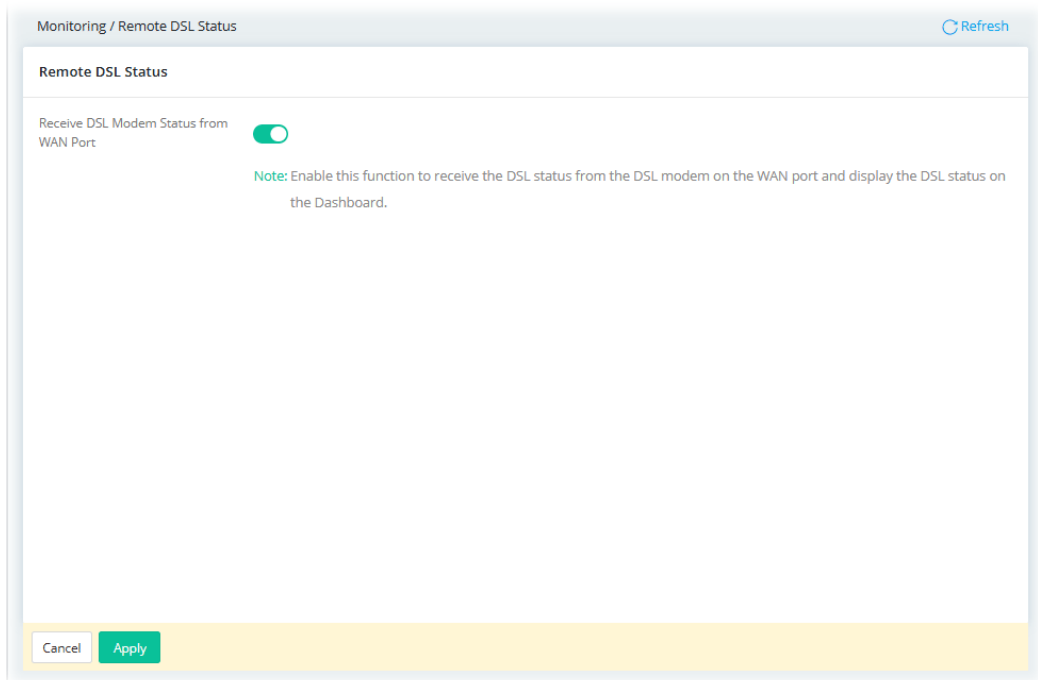 Monitoring / Remote DSL Status
Refresh
Remote DSL Status
Receive DSL Modem Status from
WAN Port
Note: Enable this function to receive the DSL status from the DSL modem on the WAN port and display the DSL status on
the Dashboard.
Cancel
Apply